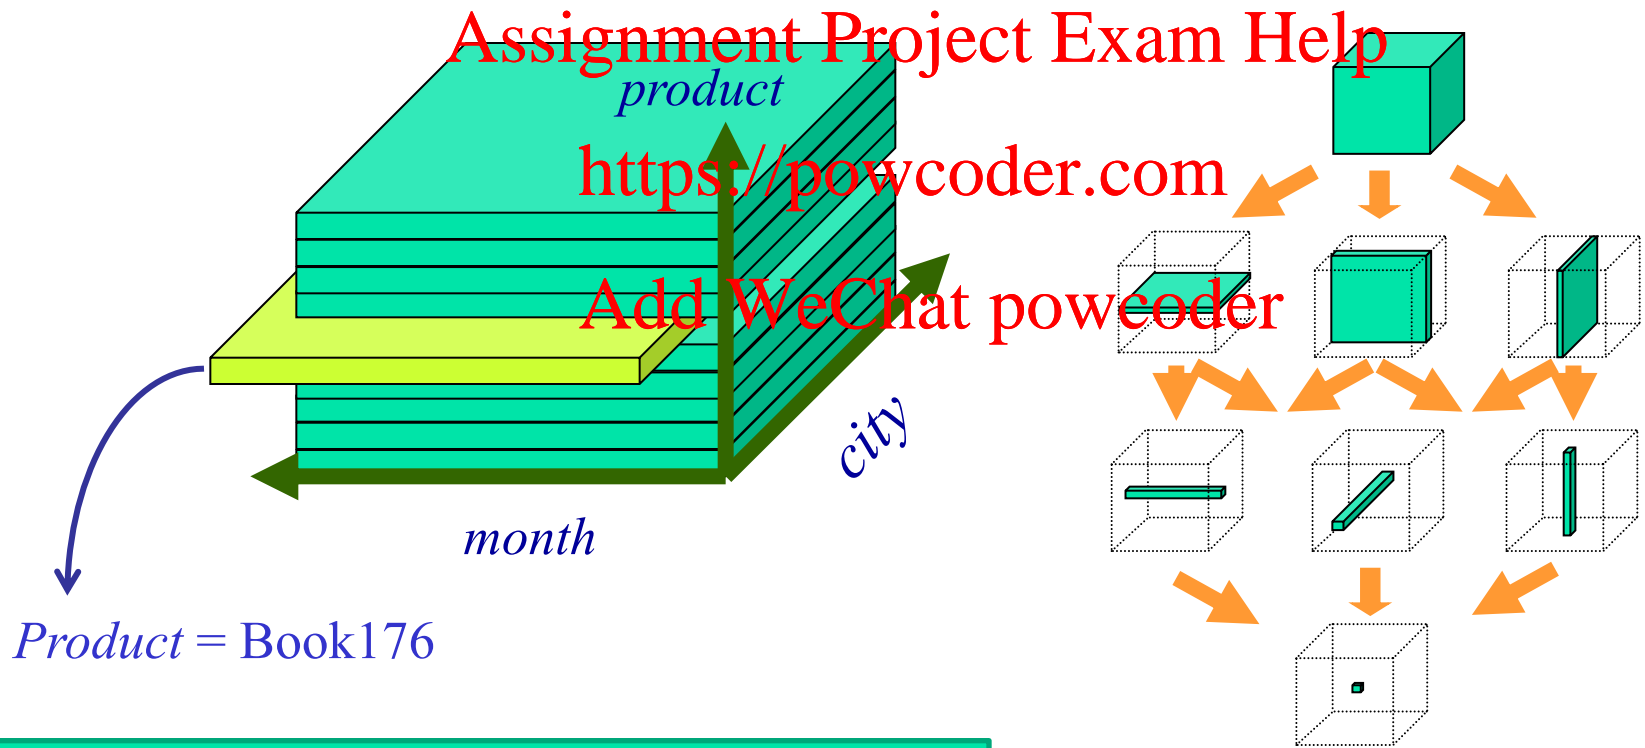 Assignment Project Exam Help
product
https://powcoder.com
Add WeChat powcoder
city
month
Product = Book176